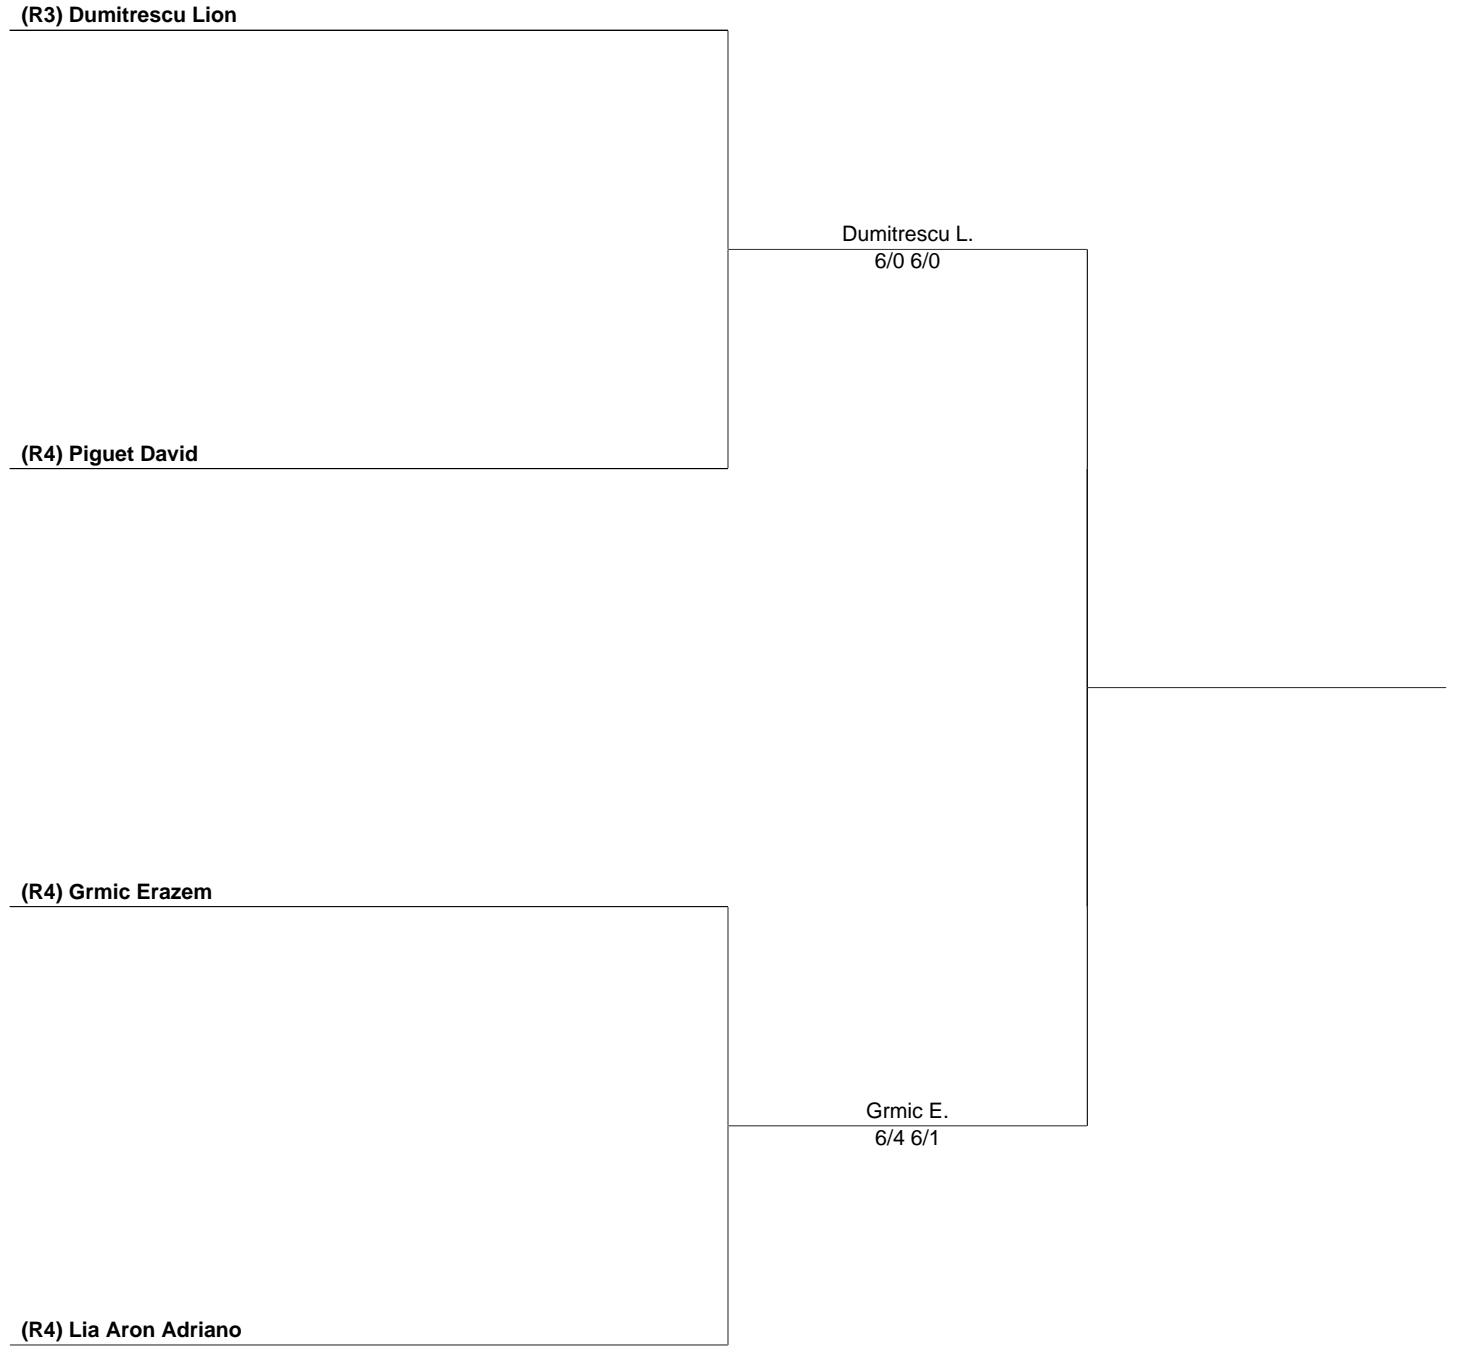 (R3) Dumitrescu Lion
Dumitrescu L.
6/0 6/0
(R4) Piguet David
(R4) Grmic Erazem
Grmic E.
6/4 6/1
(R4) Lia Aron Adriano